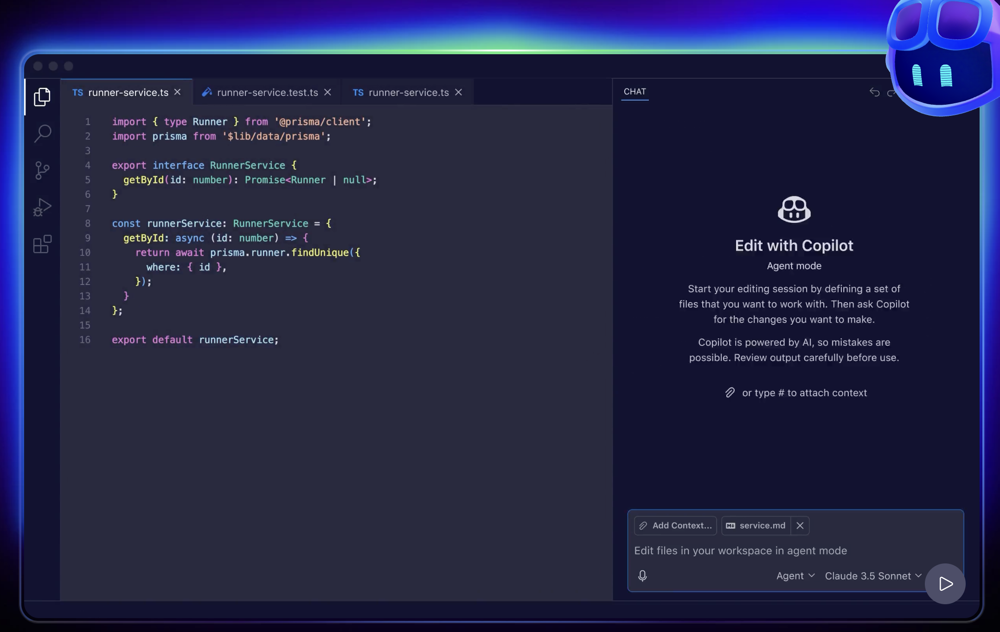 TS runner-service.ts
runner-service.test.ts
TS runner-service.ts
1 import { type Runner } from '@prisma/client';
2 import prisma from '$lib/data/prisma';
3
4 export interface RunnerService {
5   getById(id: number): Promise<Runner | null>;
6 }
7
8 const runnerService: RunnerService = {
9   getById: async (id: number) => {
10     return await prisma.runner.findUnique({
11       where: { id },
12     });
13   }
14 };
15
16 export default runnerService;
CHAT
Edit with Copilot
Agent mode
Start your editing session by defining a set of
files that you want to work with. Then ask Copilot
for the changes you want to make.
Copilot is powered by AI, so mistakes are
possible. Review output carefully before use.
or type # to attach context
Add Context...
service.md
Edit files in your workspace in agent mode
Agent
Claude 3.5 Sonnet